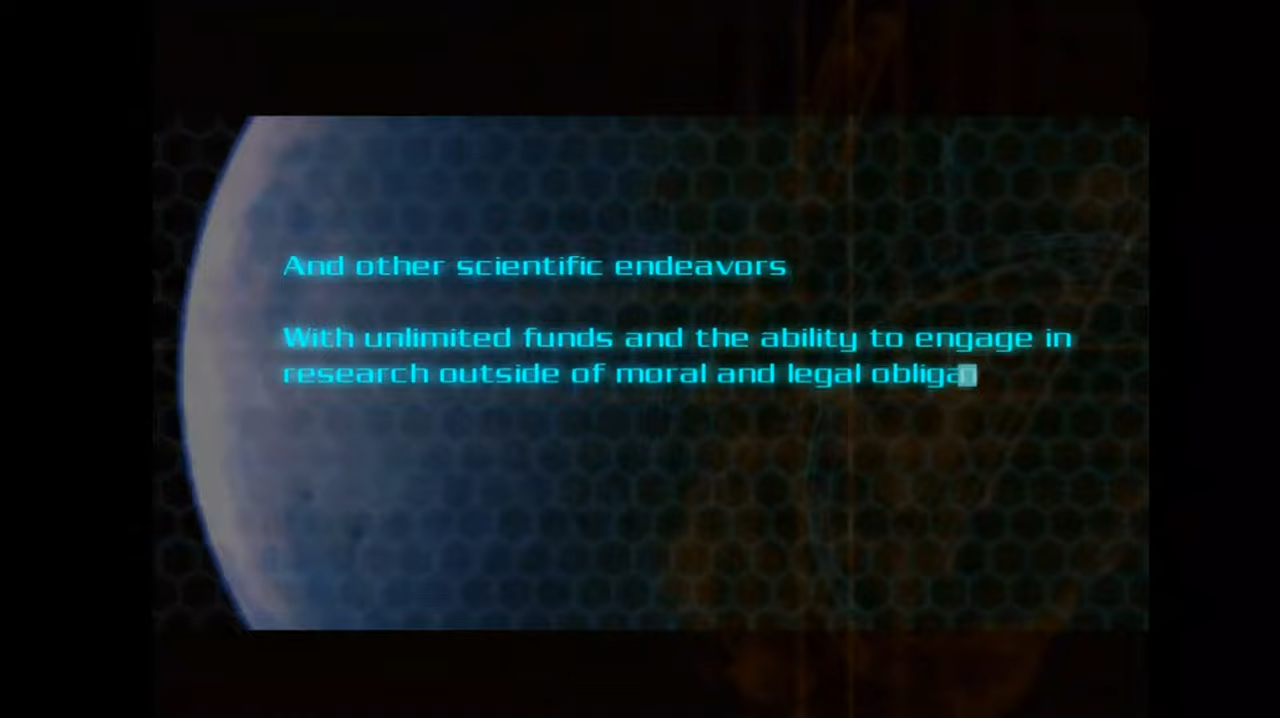 And other scientific endeavors
With unlimited funds and the ability to engage in
research outside of moral and legal obliga